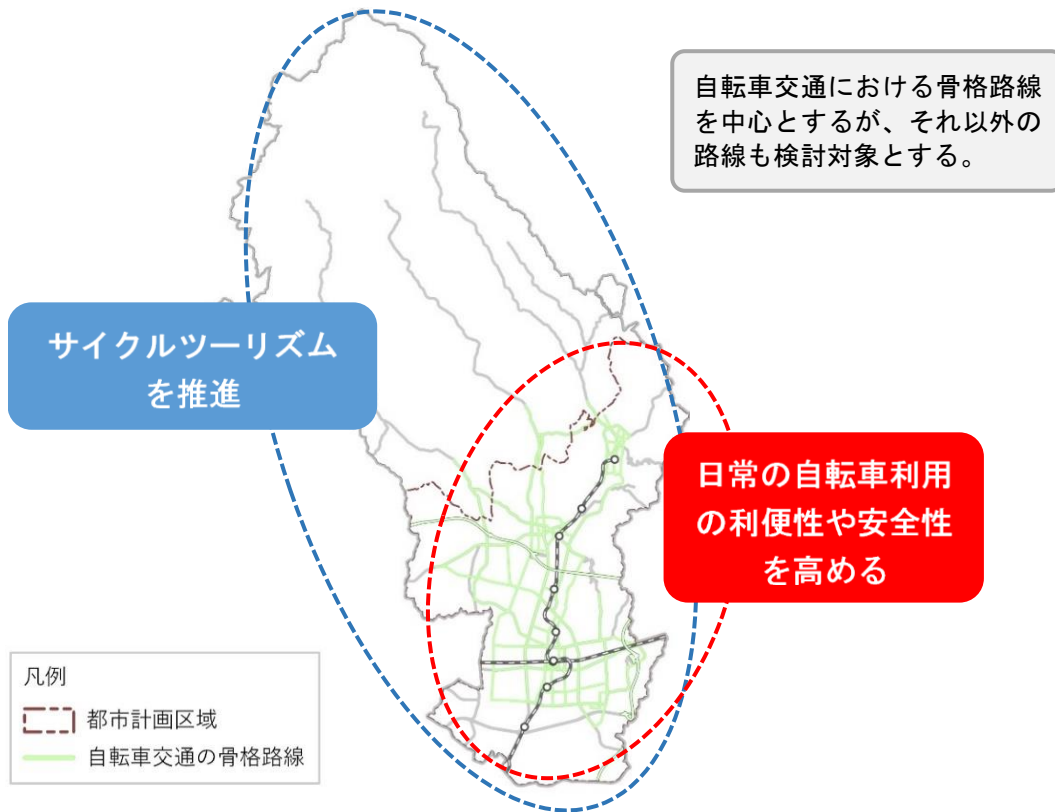 自転車交通における骨格路線
を中心とするが、それ以外の
路線も検討対象とする。
サイクルツーリズム
を推進
日常の自転車利用
の利便性や安全性
を高める
凡例
都市計画区域
自転車交通の骨格路線